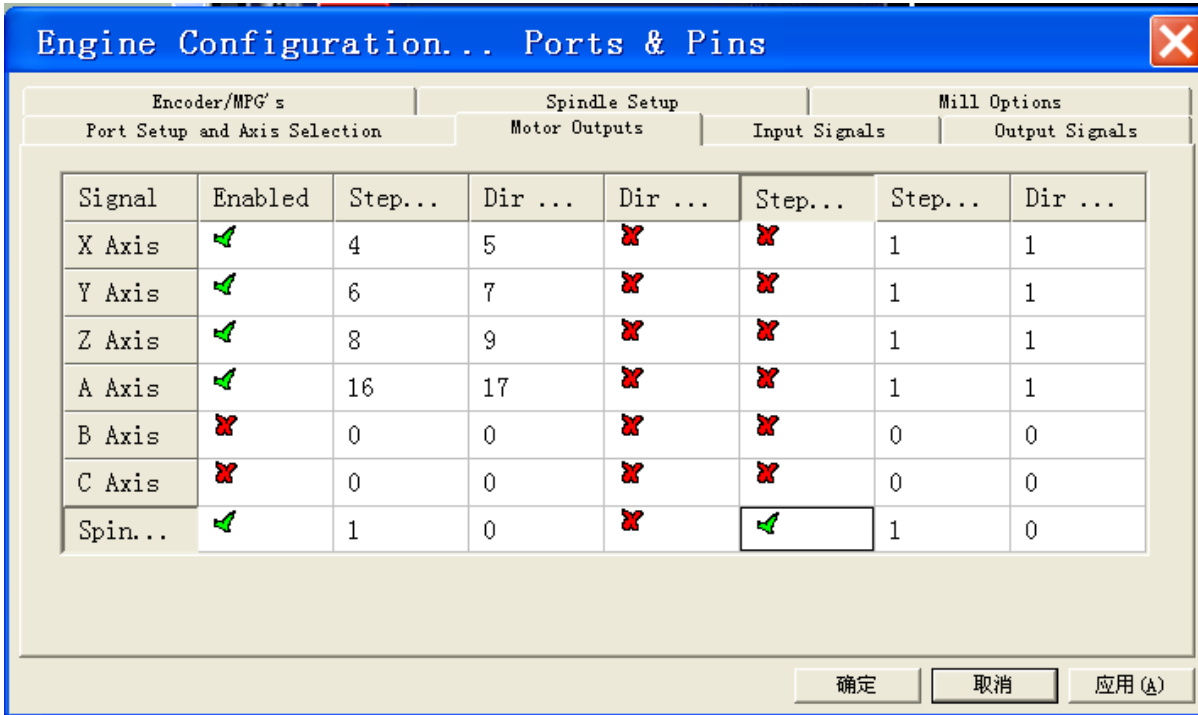 Engine Configuration... Ports & Pins
Encoder/MPG's Spindle Setup Mill Options
Port Setup and Axis Selection Motor Outputs Input Signals Output Signals
Signal Enabled Step... Dir ... Dir ... Step... Step... Dir ...
X Axis 4 5 1 1
Y Axis 6 7 1 1
Z Axis 8 9 1 1
A Axis 16 17 1 1
B Axis 0 0 0 0
C Axis 0 0 0 0
Spin... 1 0 1 0
确定 取消 应用(A)